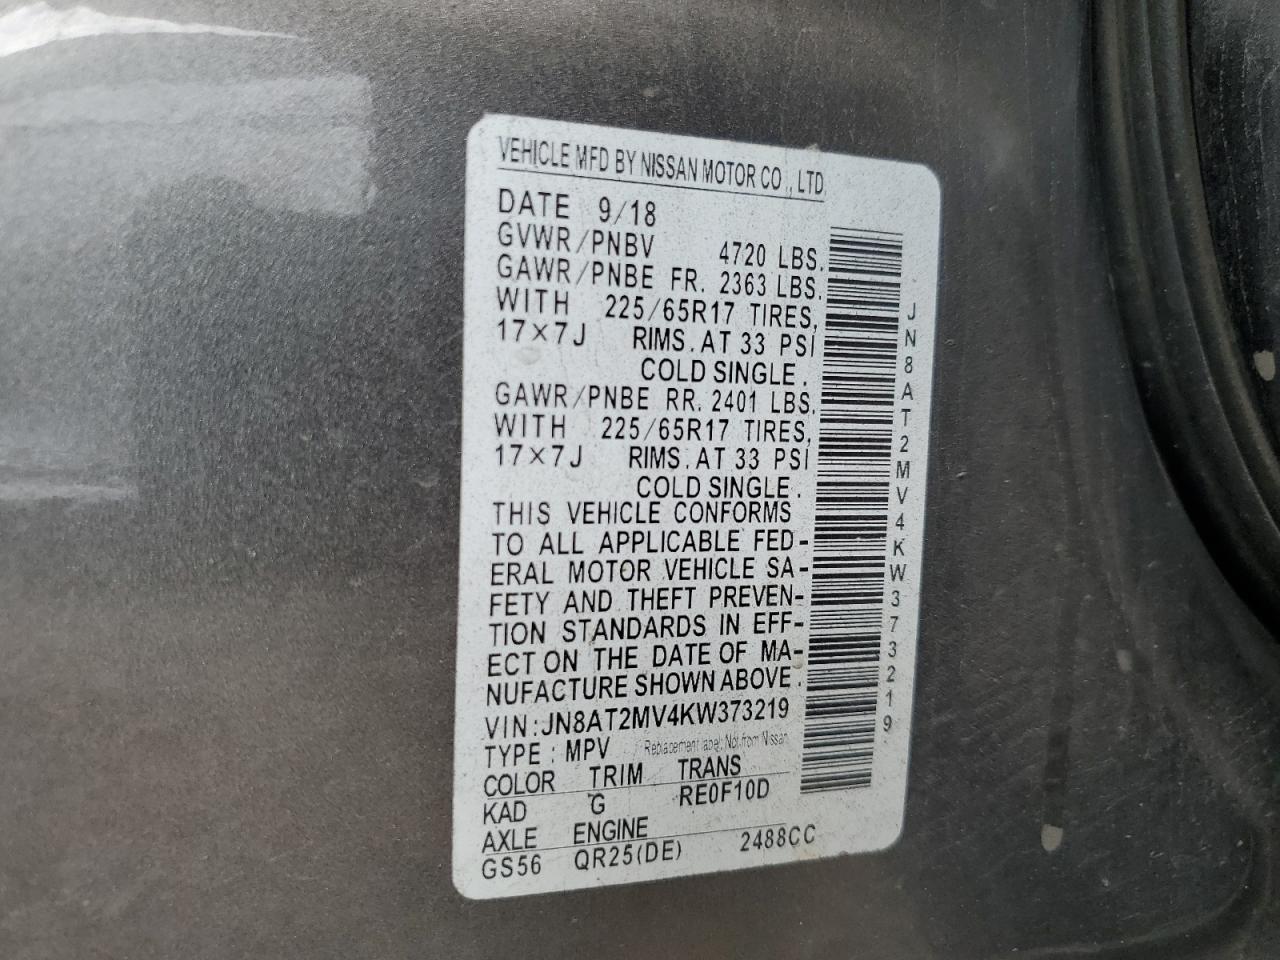 VEHICLE MFD BY NISSAN MOTOR CO., LTD.
DATE 9/18
GVWR/PNBV 4720 LBS.
GAWR/PNBE FR. 2363 LBS.
WITH 225/65R17 TIRES,
17×7J RIMS. AT 33 PSI
COLD SINGLE.
GAWR/PNBE RR. 2401 LBS.
WITH 225/65R17 TIRES,
17×7J RIMS. AT 33 PSI
COLD SINGLE.
THIS VEHICLE CONFORMS
TO ALL APPLICABLE FED-
ERAL MOTOR VEHICLE SA-
FETY AND THEFT PREVEN-
TION STANDARDS IN EFF-
ECT ON THE DATE OF MA-
NUFACTURE SHOWN ABOVE.
VIN:JN8AT2MV4KW373219
TYPE : MPV Replacement label: Not from Nissan
COLOR TRIM TRANS
KAD G RE0F10D
AXLE ENGINE
GS56 QR25(DE) 2488CC
JN8AT2MV4KW373219